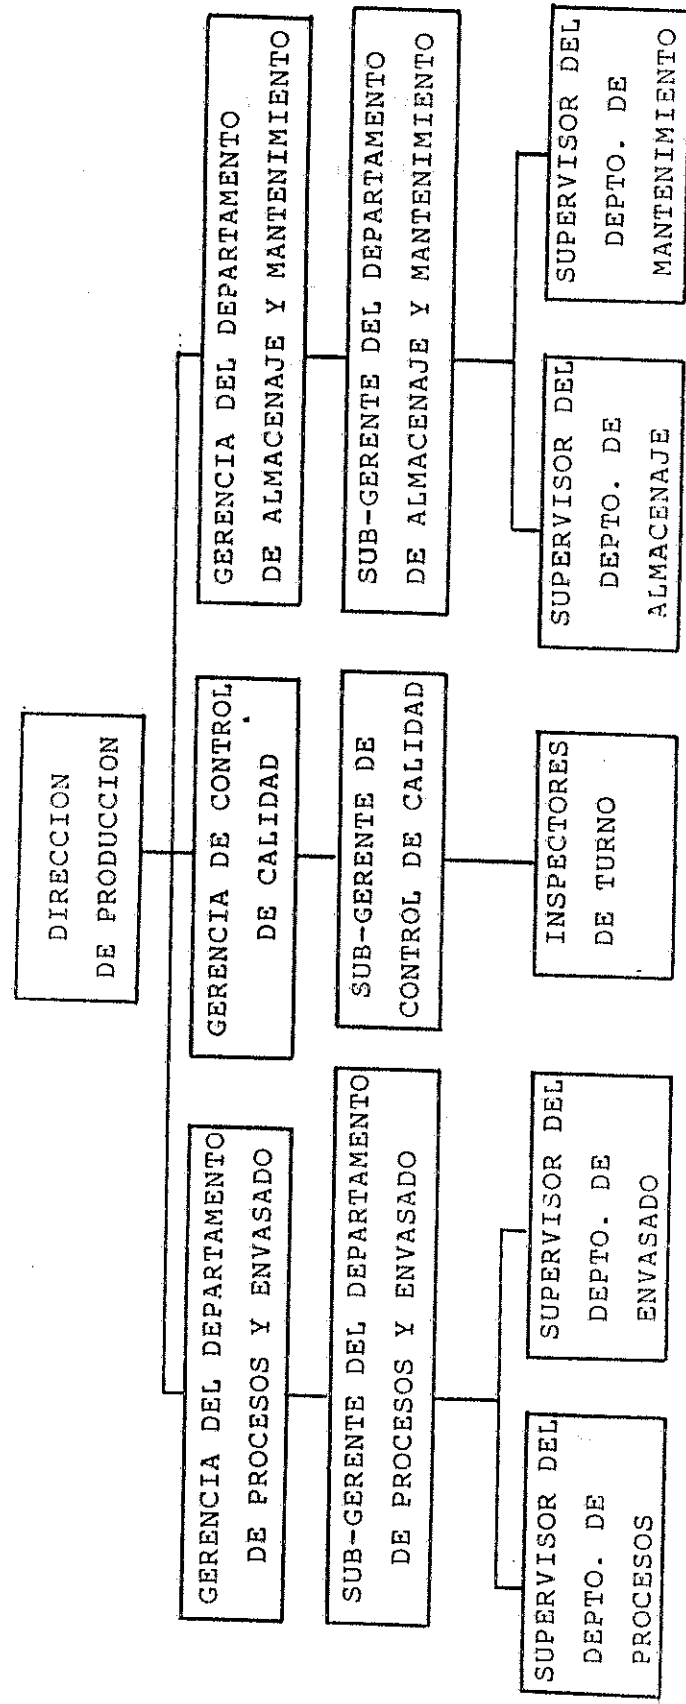 DIRECCION
DE PRODUCCION
GERENCIA DEL DEPARTAMENTO
DE PROCESOS Y ENVASADO
GERENCIA DE CONTROL
DE CALIDAD
GERENCIA DEL DEPARTAMENTO
DE ALMACENAJE Y MANTENIMIENTO
SUB-GERENTE DEL DEPARTAMENTO
DE PROCESOS Y ENVASADO
SUB-GERENTE DE
CONTROL DE CALIDAD
SUB-GERENTE DEL DEPARTAMENTO
DE ALMACENAJE Y MANTENIMIENTO
SUPERVISOR DEL
DEPTO. DE
PROCESOS
SUPERVISOR DEL
DEPTO. DE
ENVASADO
INSPECTORES
DE TURNO
SUPERVISOR DEL
DEPTO. DE
ALMACENAJE
SUPERVISOR DEL
DEPTO. DE
MANTENIMIENTO